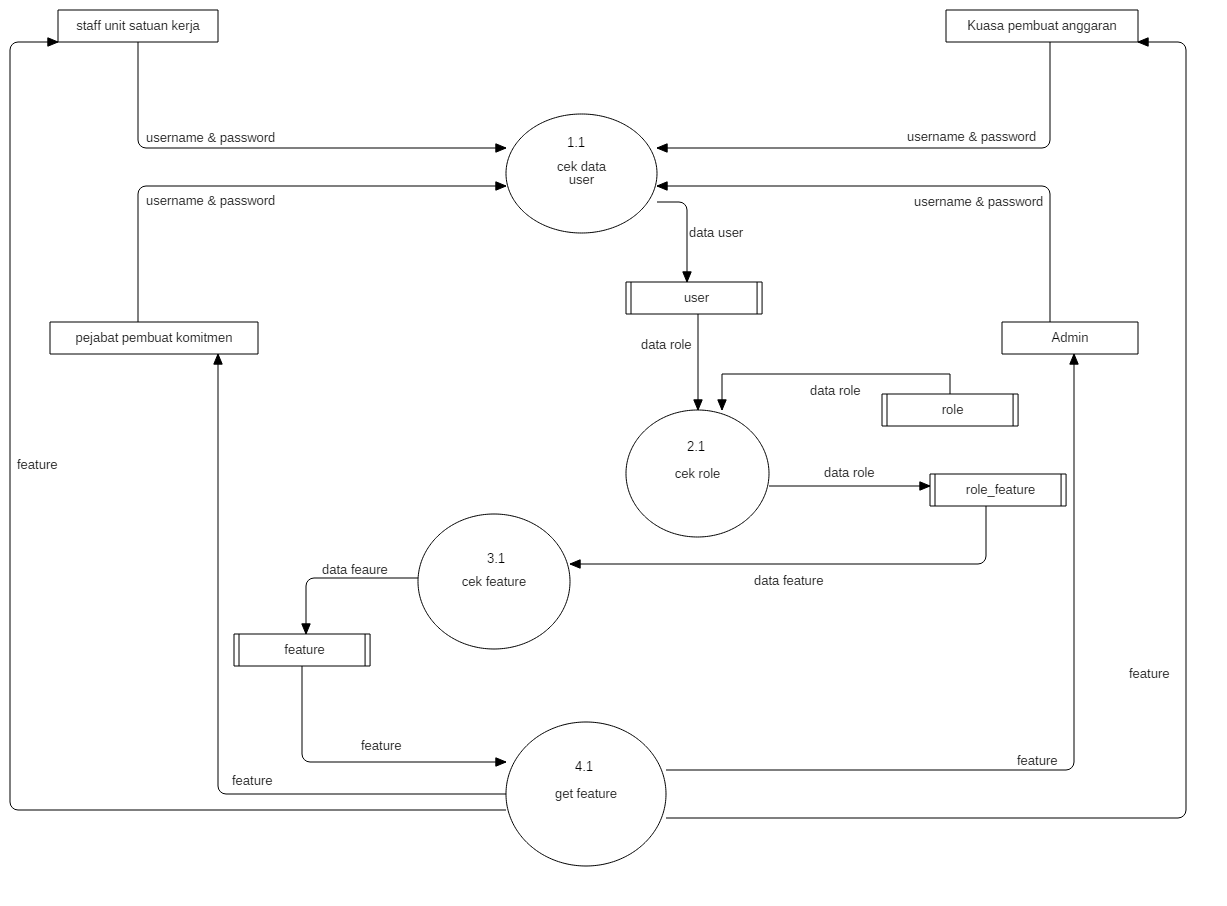 staff unit satuan kerja
Kuasa pembuat anggaran
username & password
username & password
1.1
cek data
user
username & password
username & password
data user
user
pejabat pembuat komitmen
Admin
data role
data role
role
2.1
cek role
data role
role_feature
feature
3.1
cek feature
data feaure
data feature
feature
feature
feature
feature
4.1
get feature
feature